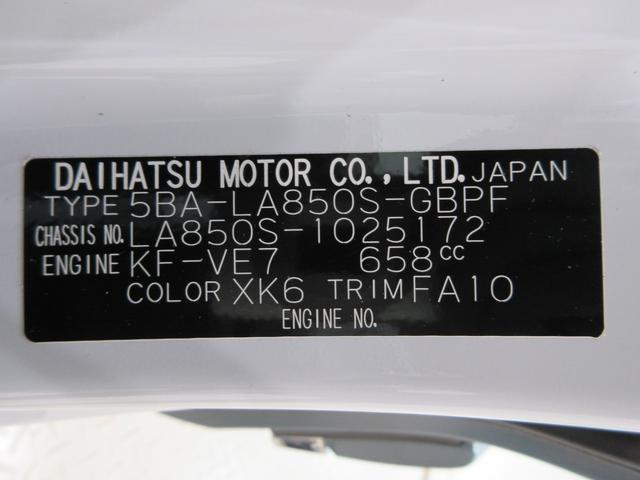 DAIHATSU MOTOR CO.,LTD. JAPAN
TYPE 5BA-LA850S-GBPF
CHASSIS NO. LA850S-1025172
ENGINE KF-VE7 658CC
COLOR XK6 TRIM FA10
ENGINE NO.